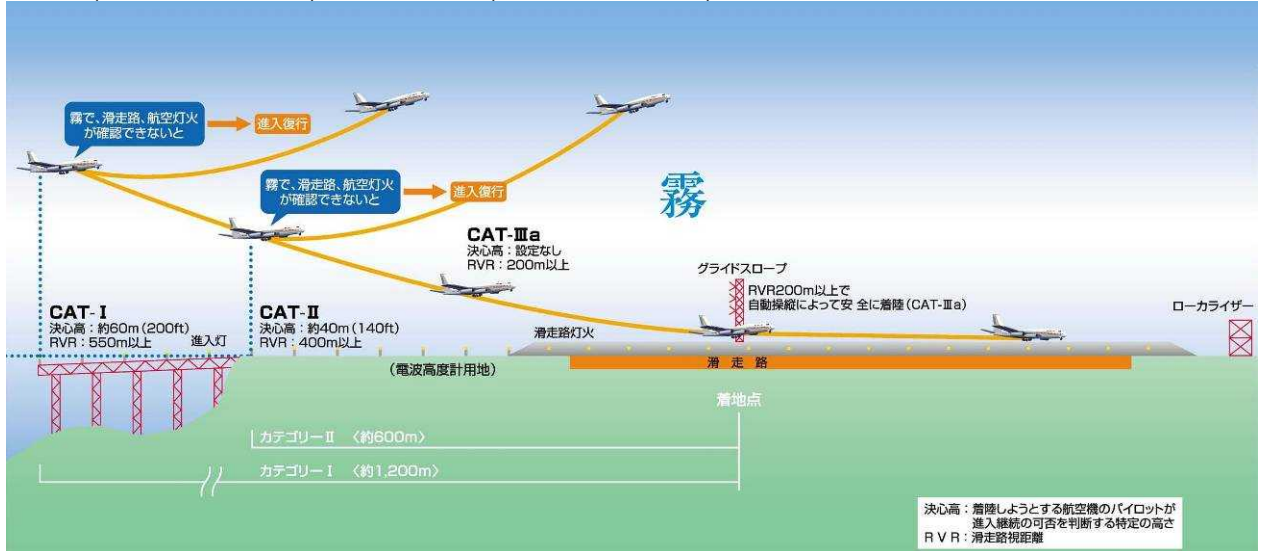 霧で、滑走路、航空灯火
が確認できないと
進入復行
霧で、滑走路、航空灯火
が確認できないと
進入復行
霧
CAT-Ⅰ
決心高：約60m(200ft)
RVR：550m以上
進入灯
CAT-Ⅱ
決心高：約40m(140ft)
RVR：400m以上
CAT-Ⅲa
決心高：設定なし
RVR：200m以上
グライドスロープ
RVR200m以上で
自動操縦によって安 全に着陸(CAT-Ⅲa)
ローカライザー
滑走路灯火
（電波高度計用地）
滑 走 路
着地点
カテゴリーⅡ 〈約600m〉
カテゴリーⅠ 〈約1,200m〉
決心高：着陸しようとする航空機のパイロットが
進入継続の可否を判断する特定の高さ
RVR：滑走路視距離